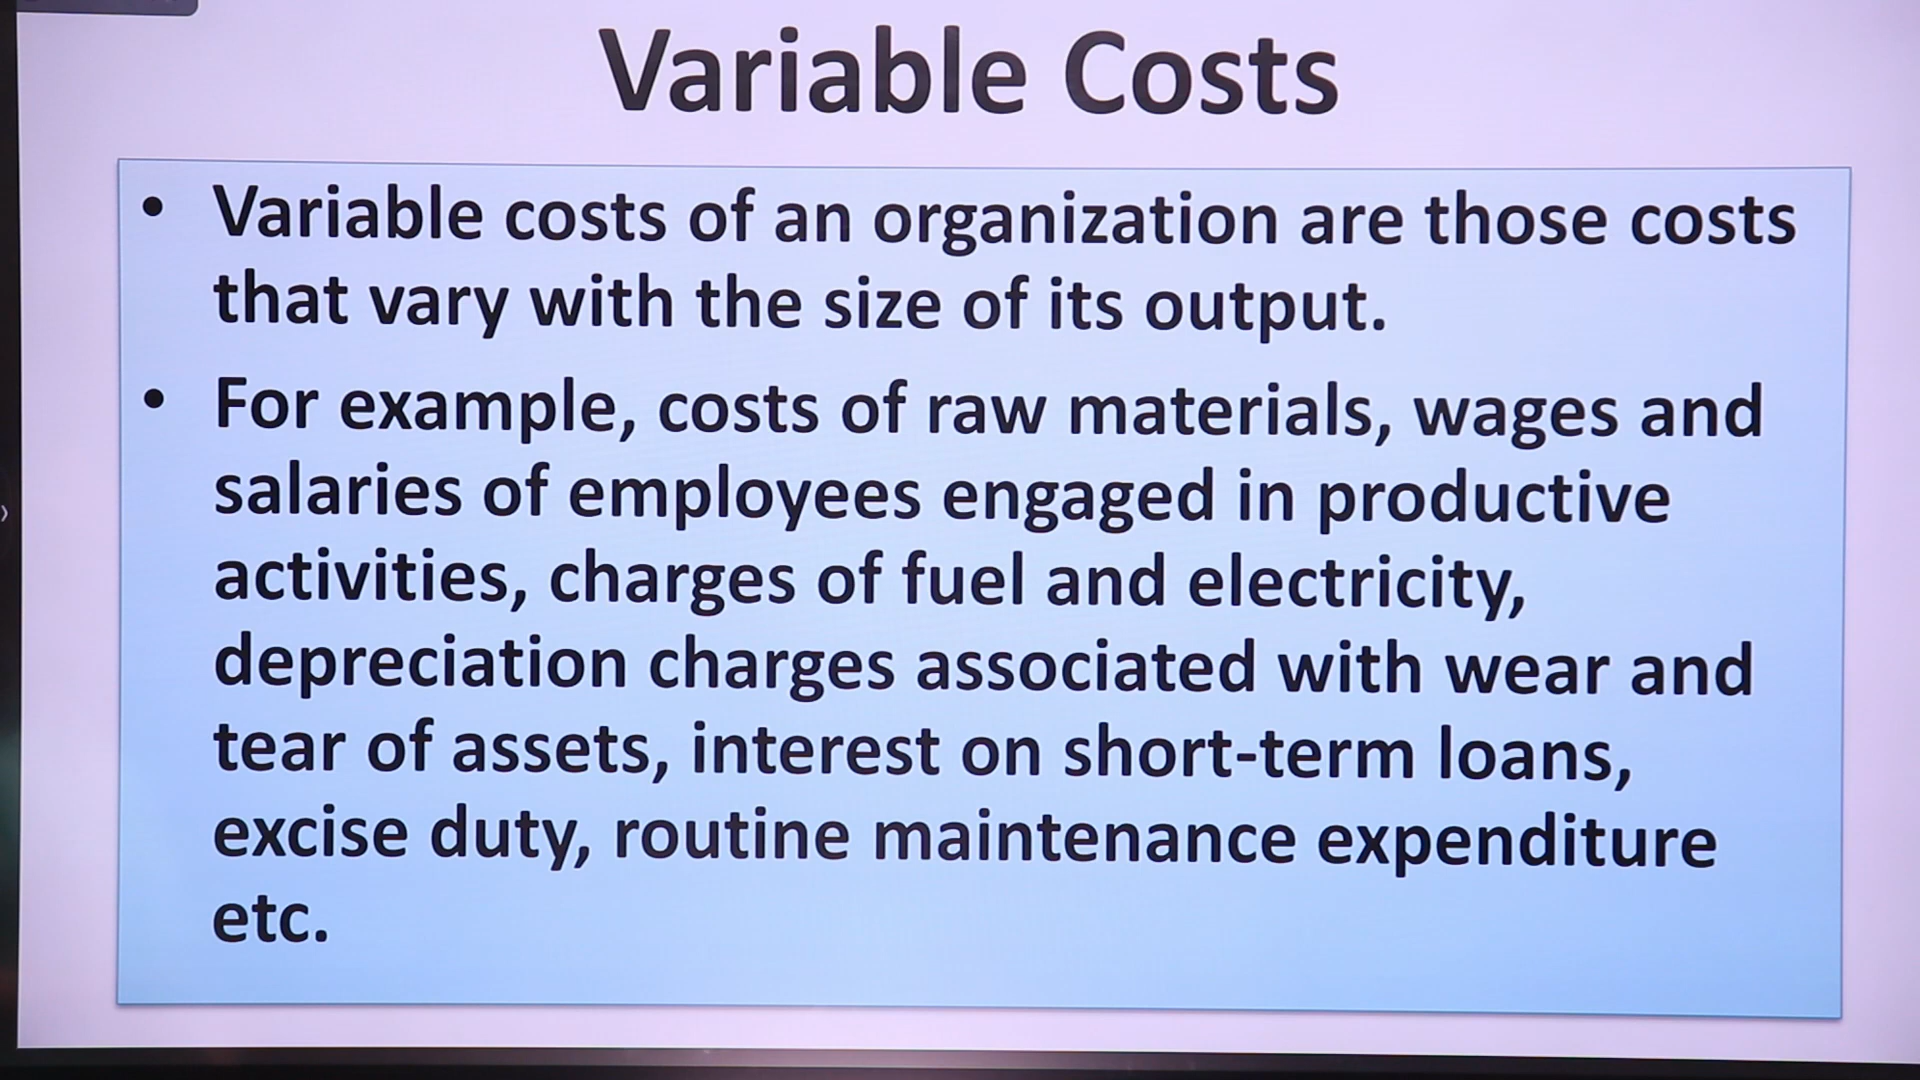 Variable Costs
• Variable costs of an organization are those costs
that vary with the size of its output.
• For example, costs of raw materials, wages and
salaries of employees engaged in productive
activities, charges of fuel and electricity,
depreciation charges associated with wear and
tear of assets, interest on short-term loans,
excise duty, routine maintenance expenditure
etc.